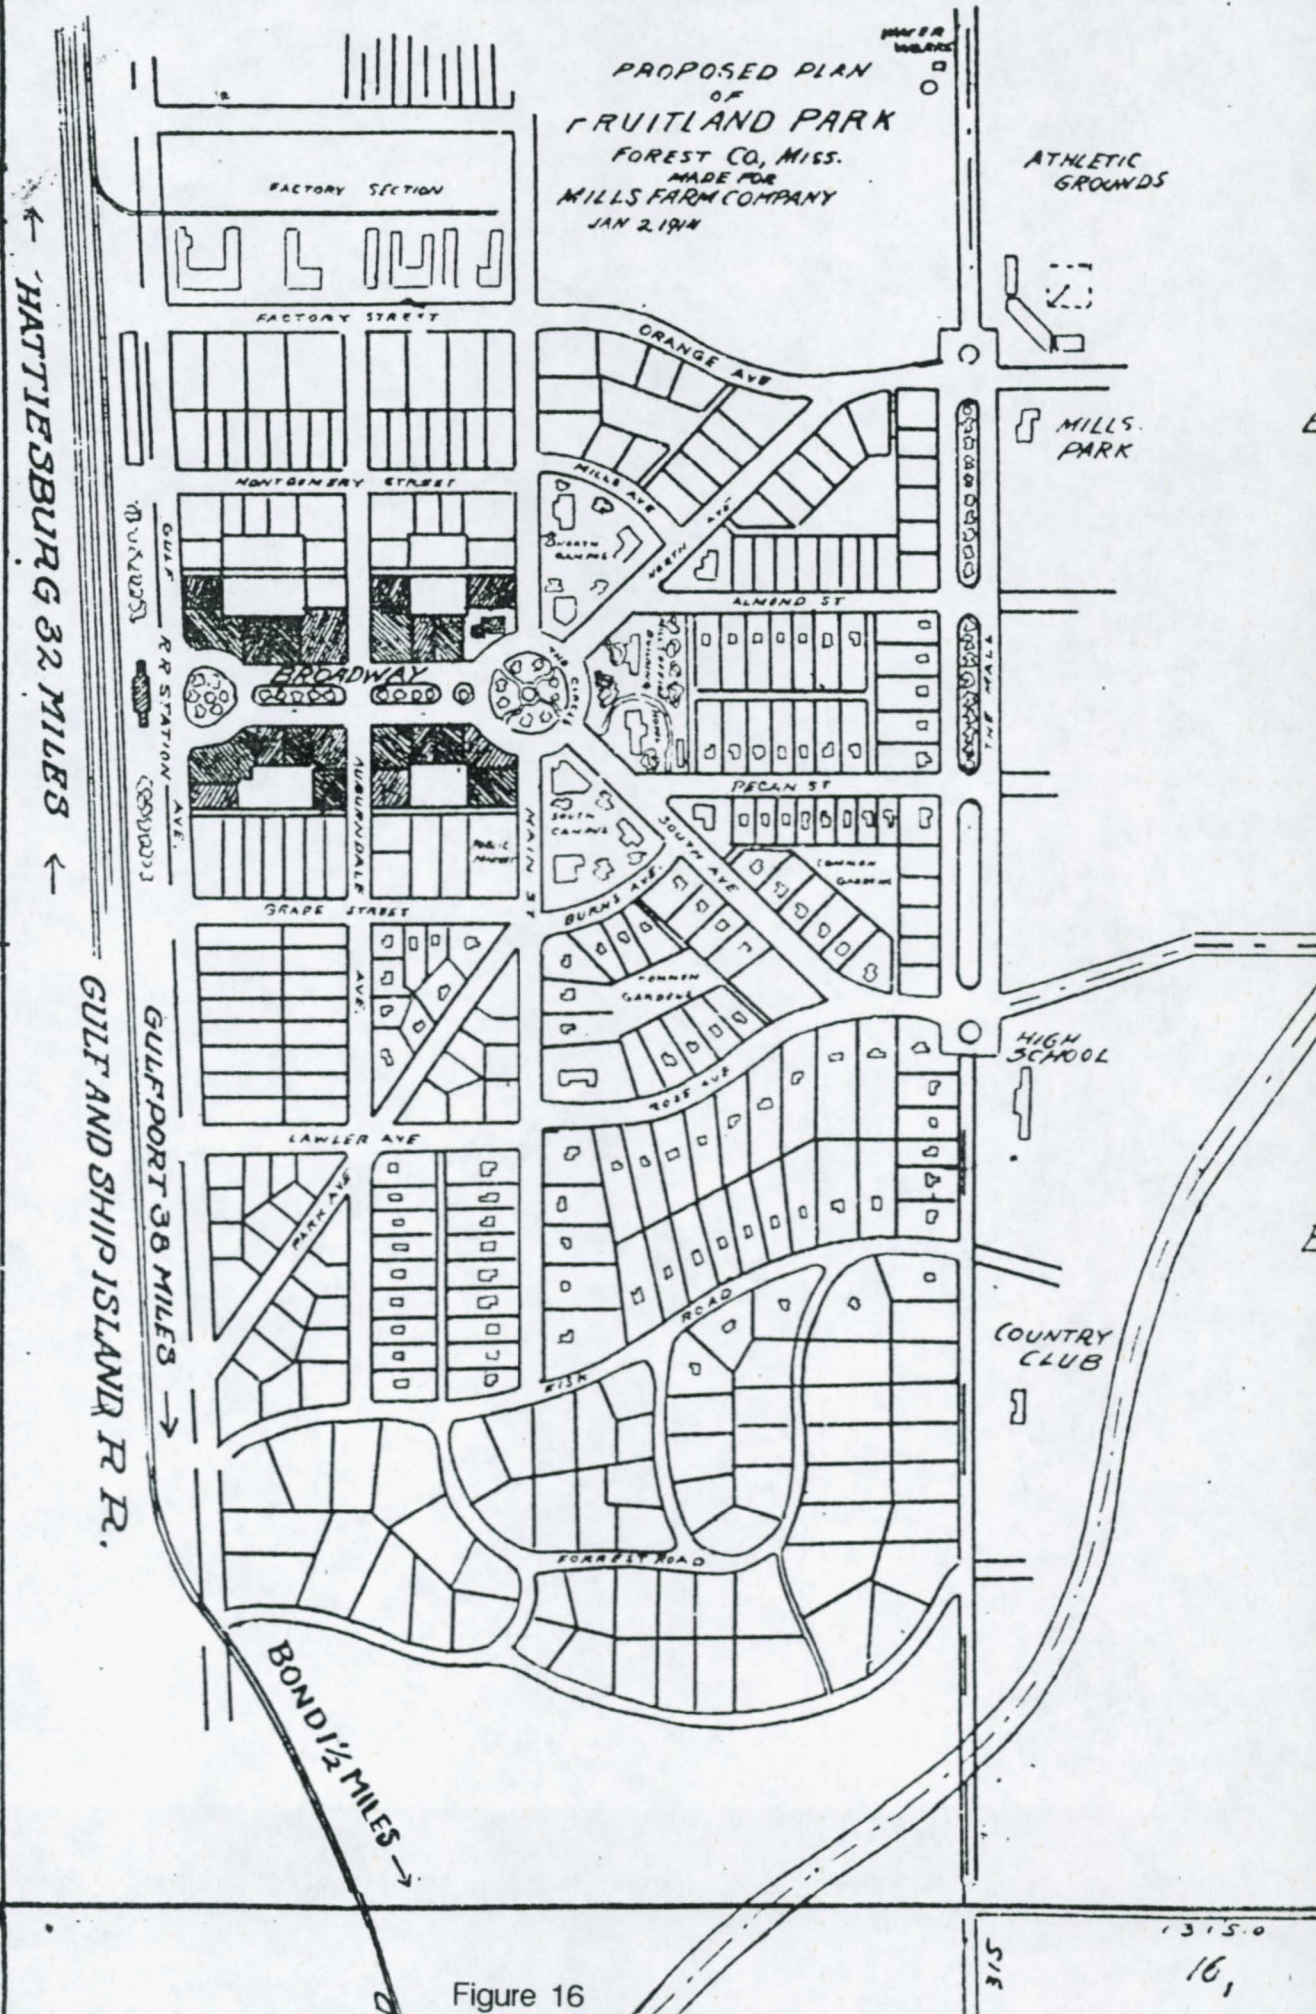 PROPOSED PLAN
OF
FRUITLAND PARK
FOREST CO, MISS.
MADE FOR
MILLS FARM COMPANY
JAN 2 1914
WATER
WORKS
ATHLETIC
GROUNDS
FACTORY SECTION
FACTORY STREET
ORANGE AVE
MILLS
PARK
MONTGOMERY STREET
MILLS AVE
NORTH AVE
NORTH
CAMPUS
ALMOND ST
GULF R R STATION AVE.
BROADWAY
THE CIRCLE
THE MALL
PECAN ST
AUBURNDALE AVE.
MAIN ST
SOUTH
CAMPUS
SOUTH AVE
PUBLIC
MARKET
COMMON
GARDENS
BURNS AVE.
GRAPE STREET
COMMON
GARDENS
HIGH
SCHOOL
ROSE AVE
LAWLER AVE
PARK AVE
FISK ROAD
COUNTRY
CLUB
FORREST ROAD
← HATTIESBURG 32 MILES ←
GULFPORT 38 MILES →
GULF AND SHIP ISLAND R R.
BOND 1½ MILES →
315
1315.0
16,
Figure 16